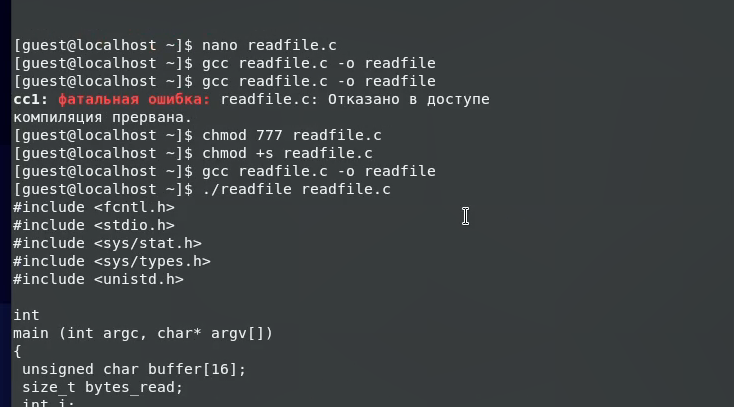 [guest@localhost ~]$ nano readfile.c
[guest@localhost ~]$ gcc readfile.c -o readfile
[guest@localhost ~]$ gcc readfile.c -o readfile
cc1: фатальная ошибка: readfile.c: Отказано в доступе
компиляция прервана.
[guest@localhost ~]$ chmod 777 readfile.c
[guest@localhost ~]$ chmod +s readfile.c
[guest@localhost ~]$ gcc readfile.c -o readfile
[guest@localhost ~]$ ./readfile readfile.c
#include <fcntl.h>
#include <stdio.h>
#include <sys/stat.h>
#include <sys/types.h>
#include <unistd.h>

int
main (int argc, char* argv[])
{
 unsigned char buffer[16];
 size_t bytes_read;
 int i;